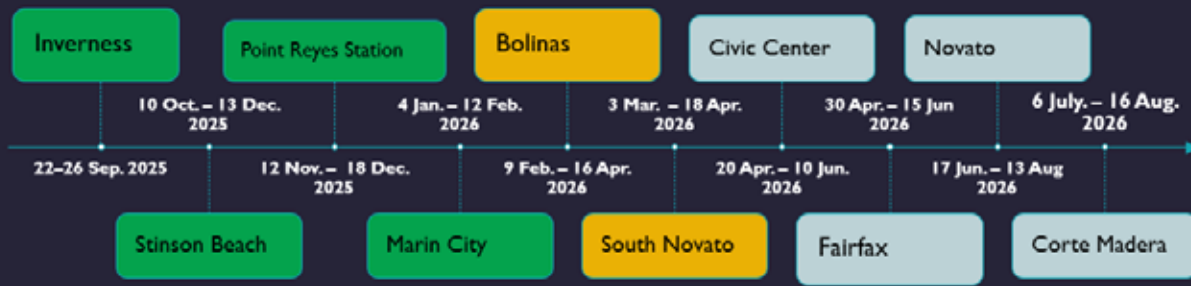 Inverness
Point Reyes Station
Bolinas
Civic Center
Novato
10 Oct. – 13 Dec.
2025
4 Jan. – 12 Feb.
2026
3 Mar. – 18 Apr.
2026
30 Apr. – 15 Jun
2026
6 July. – 16 Aug.
2026
22–26 Sep. 2025
12 Nov. – 18 Dec.
2025
9 Feb. – 16 Apr.
2026
20 Apr. – 10 Jun.
2026
17 Jun. – 13 Aug
2026
Stinson Beach
Marin City
South Novato
Fairfax
Corte Madera